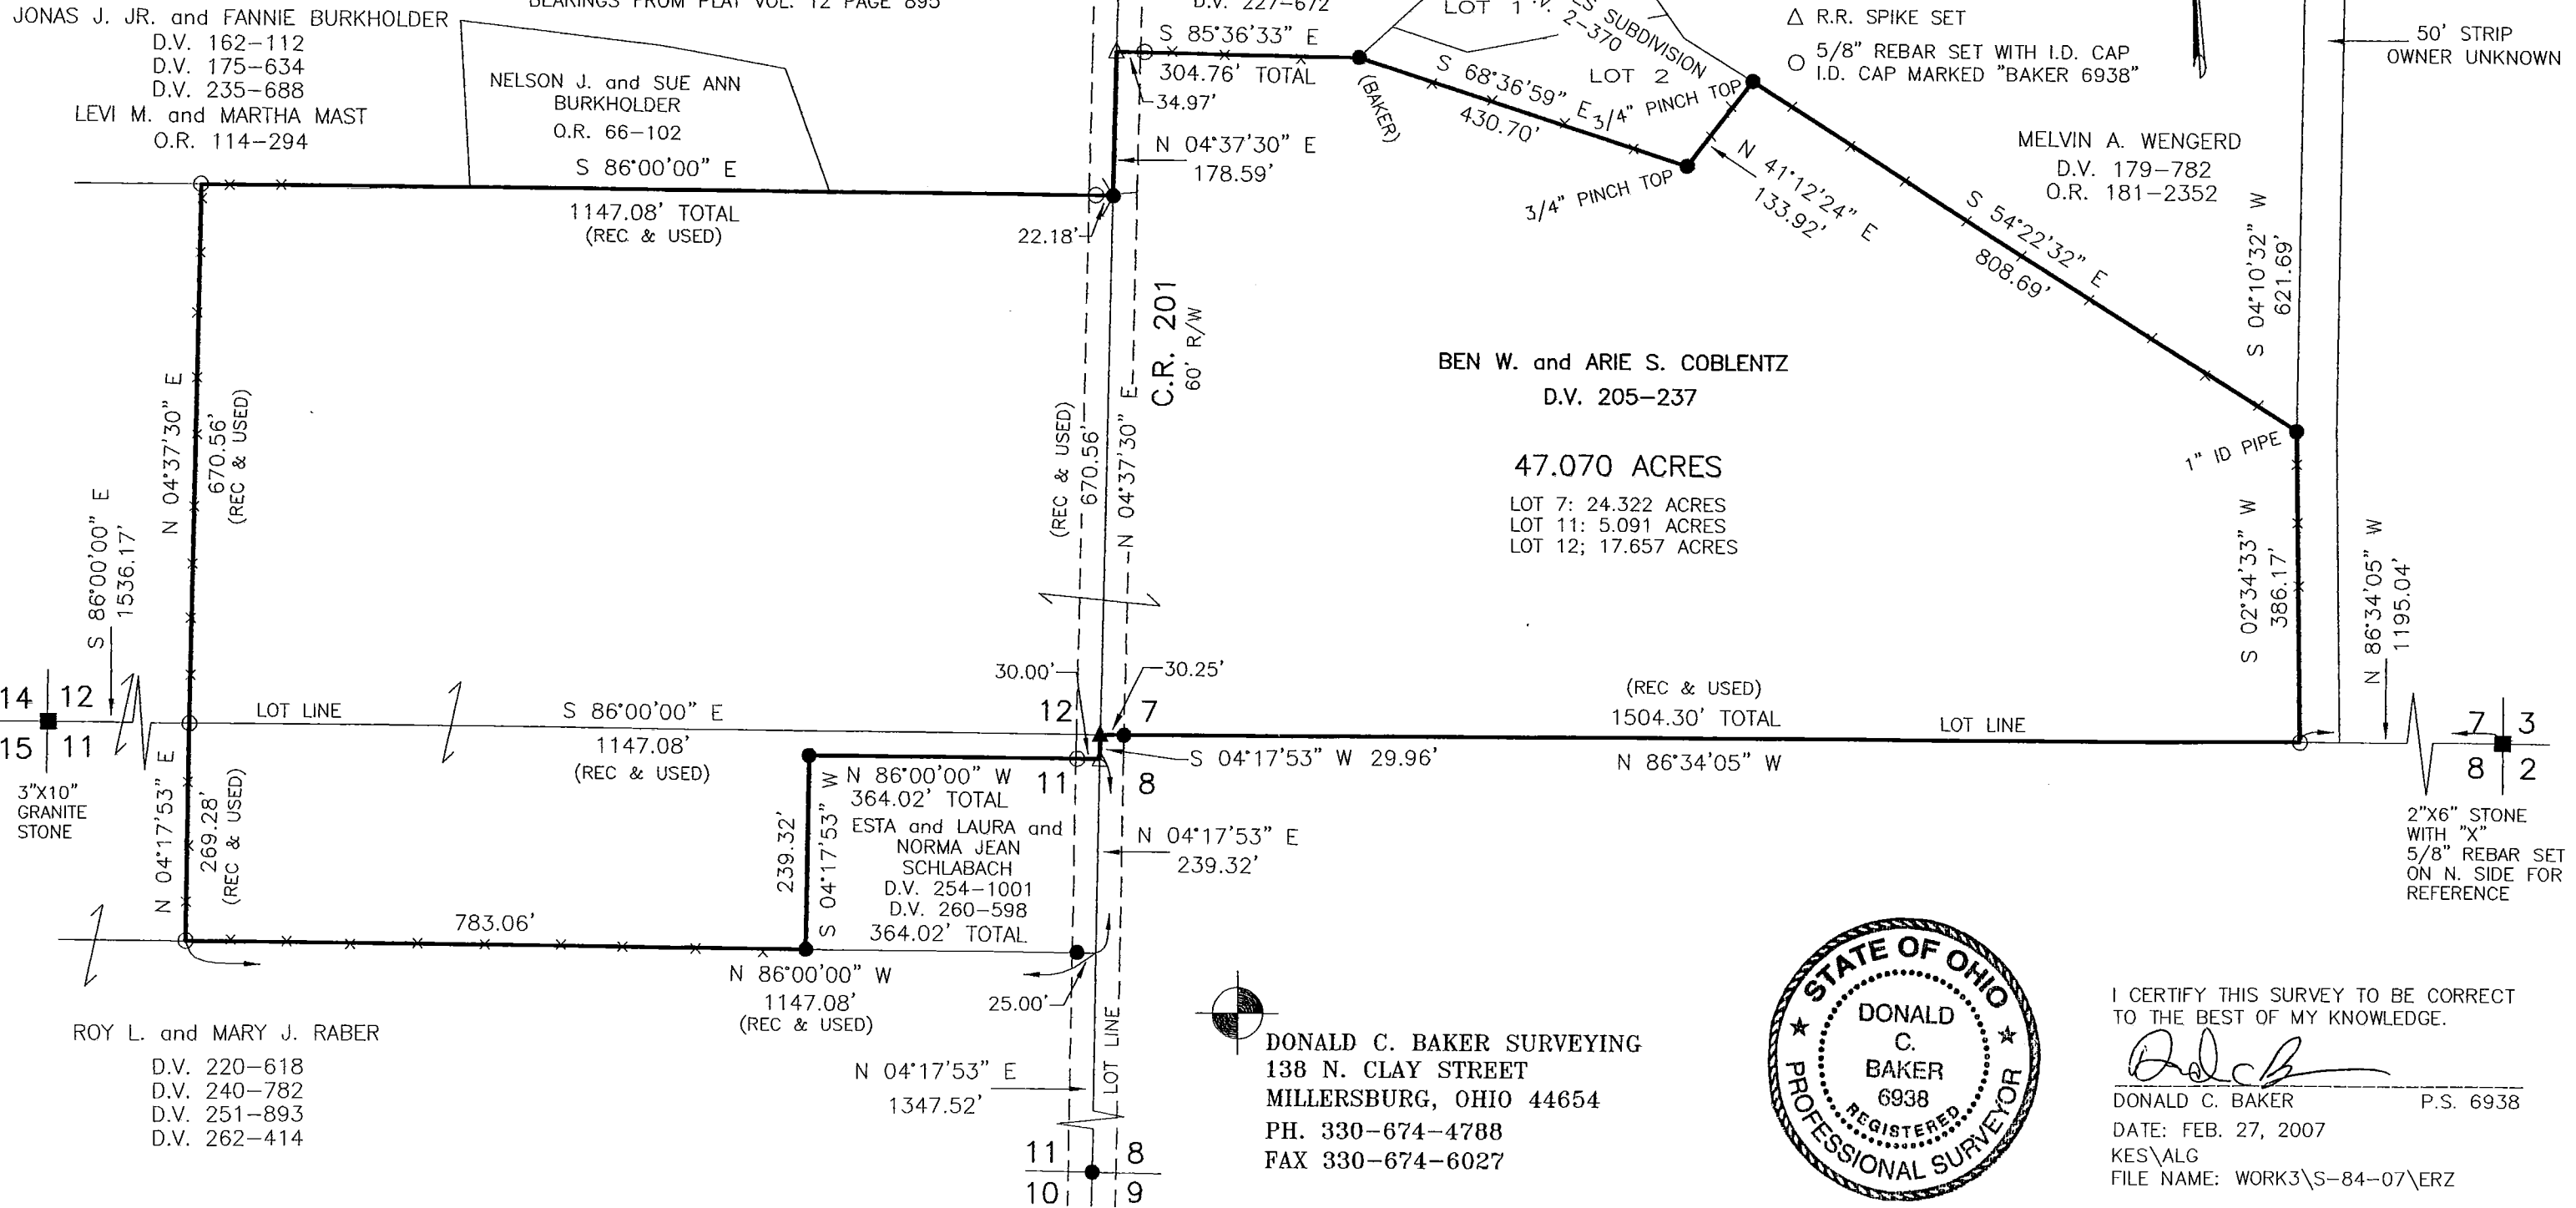 BEARINGS FROM PLAT VOL. 12 PAGE 895
JONAS J. JR. and FANNIE BURKHOLDER
D.V. 162-112
D.V. 175-634
D.V. 235-688
LEVI M. and MARTHA MAST
O.R. 114-294
NELSON J. and SUE ANN
BURKHOLDER
O.R. 66-102
S 86°00'00" E
1147.08' TOTAL
(REC & USED)
22.18'
D.V. 227-672
S 85°36'33" E
304.76' TOTAL
34.97'
N 04°37'30" E
178.59'
(BAKER)
LOT 1
SUBDIVISION
2-370
LOT 2
S 68°36'59" E
430.70'
3/4" PINCH TOP
3/4" PINCH TOP
N 41°12'24" E
133.92'
△ R.R. SPIKE SET
○ 5/8" REBAR SET WITH I.D. CAP
I.D. CAP MARKED "BAKER 6938"
50' STRIP
OWNER UNKNOWN
MELVIN A. WENGERD
D.V. 179-782
O.R. 181-2352
S 54°22'32" E
808.69'
S 04°10'32" W
621.69'
1" ID PIPE
S 02°34'33" W
386.17'
N 86°34'05" W
1195.04'
N 04°37'30" E
670.56'
(REC & USED)
(REC & USED)
670.56'
N 04°37'30" E
C.R. 201
60' R/W
BEN W. and ARIE S. COBLENTZ
D.V. 205-237
47.070 ACRES
LOT 7: 24.322 ACRES
LOT 11: 5.091 ACRES
LOT 12; 17.657 ACRES
S 86°00'00" E
1536.17'
14 12
15 11
3"X10"
GRANITE
STONE
LOT LINE
S 86°00'00" E
1147.08'
(REC & USED)
30.00'
30.25'
12 7
11 8
S 04°17'53" W 29.96'
(REC & USED)
1504.30' TOTAL
N 86°34'05" W
LOT LINE
7 3
8 2
2"X6" STONE
WITH "X"
5/8" REBAR SET
ON N. SIDE FOR
REFERENCE
N 04°17'53" E
269.28'
(REC & USED)
239.32'
S 04°17'53" W
N 86°00'00" W
364.02' TOTAL
ESTA and LAURA and
NORMA JEAN
SCHLABACH
D.V. 254-1001
D.V. 260-598
364.02' TOTAL
N 04°17'53" E
239.32'
783.06'
N 86°00'00" W
1147.08'
(REC & USED)
25.00'
LOT LINE
N 04°17'53" E
1347.52'
11 8
10 9
ROY L. and MARY J. RABER
D.V. 220-618
D.V. 240-782
D.V. 251-893
D.V. 262-414
DONALD C. BAKER SURVEYING
138 N. CLAY STREET
MILLERSBURG, OHIO 44654
PH. 330-674-4788
FAX 330-674-6027
STATE OF OHIO
DONALD
C.
BAKER
6938
REGISTERED
PROFESSIONAL SURVEYOR
I CERTIFY THIS SURVEY TO BE CORRECT
TO THE BEST OF MY KNOWLEDGE.
DONALD C. BAKER P.S. 6938
DATE: FEB. 27, 2007
KES\ALG
FILE NAME: WORK3\S-84-07\ERZ